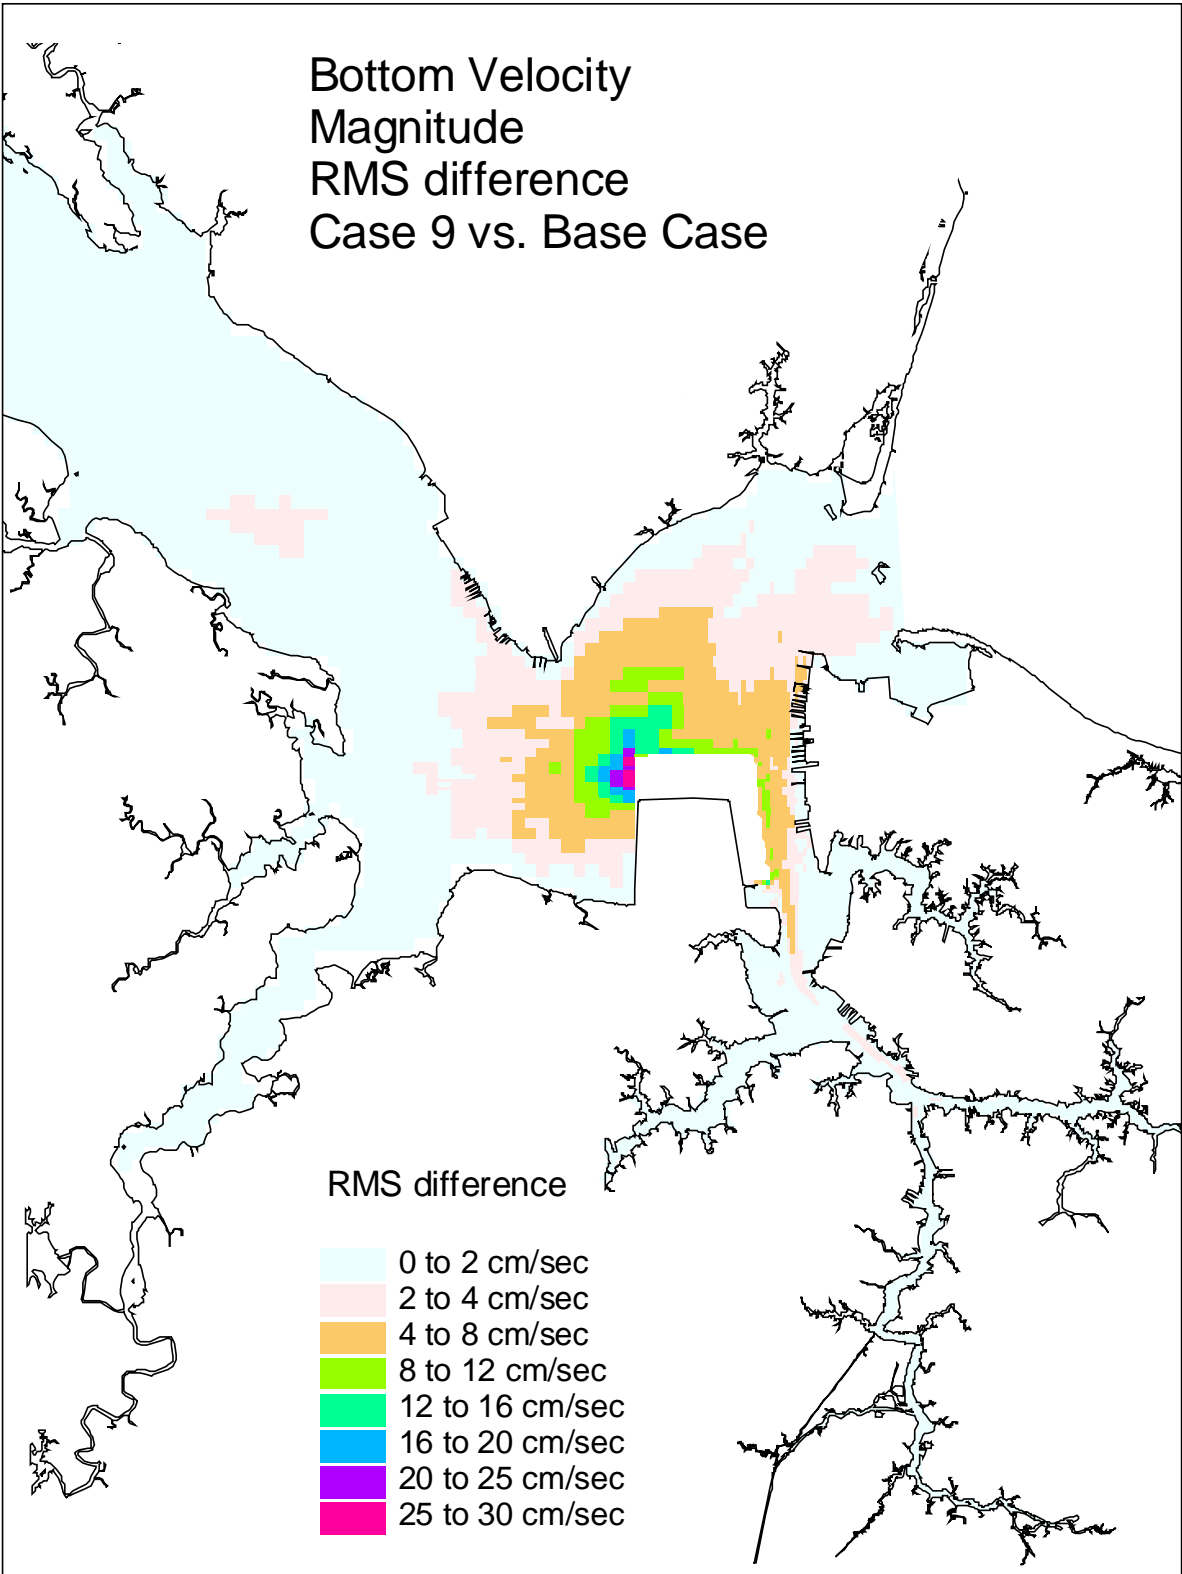 Bottom Velocity
Magnitude
RMS difference
Case 9 vs. Base Case
RMS difference
0 to 2 cm/sec
2 to 4 cm/sec
4 to 8 cm/sec
8 to 12 cm/sec
12 to 16 cm/sec
16 to 20 cm/sec
20 to 25 cm/sec
25 to 30 cm/sec